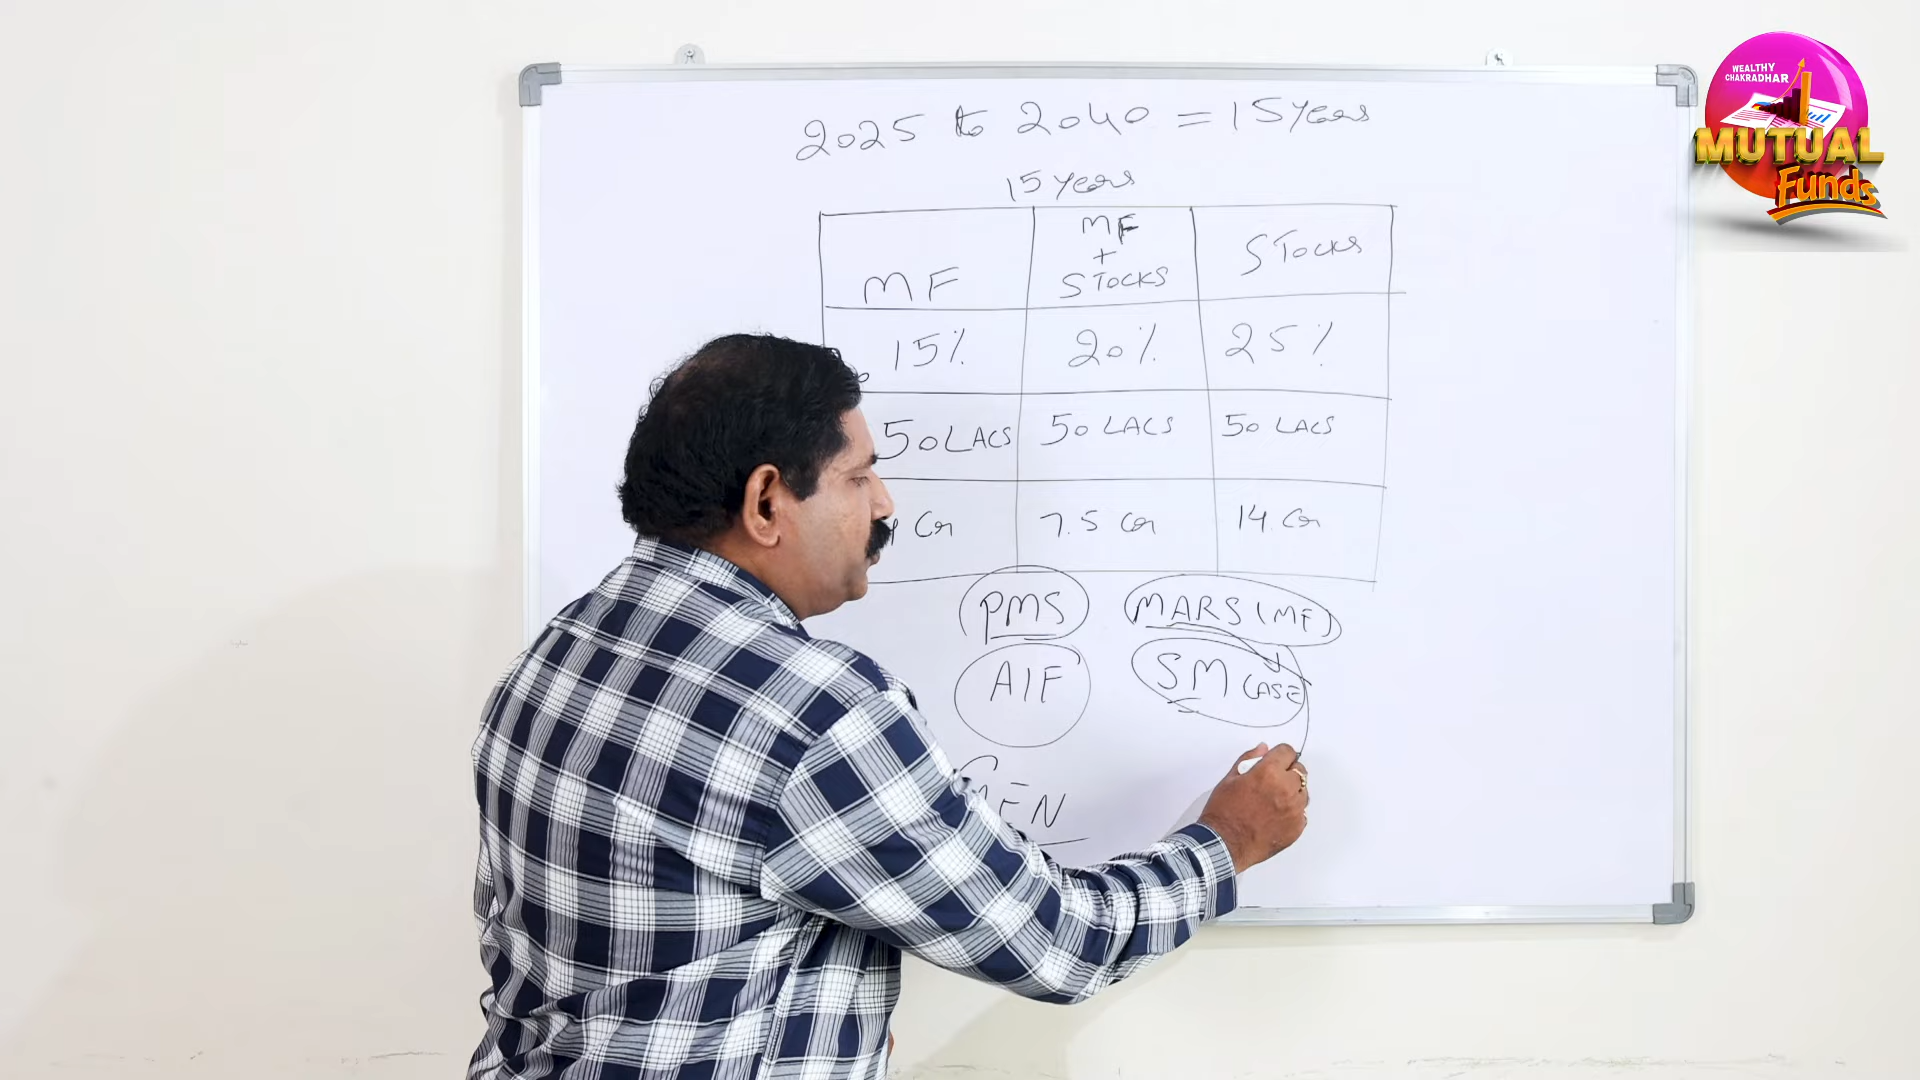 2025 to 2040 = 15 years
15 years
MF
MF + STOCKS
STOCKS
15%
20%
25%
50 LACS
50 LACS
50 LACS
Cr
7.5 Cr
14. Cr
PMS
MARS (MF)
AIF
SM CASE
WEALTHY
CHAKRADHAR
MUTUAL
Funds